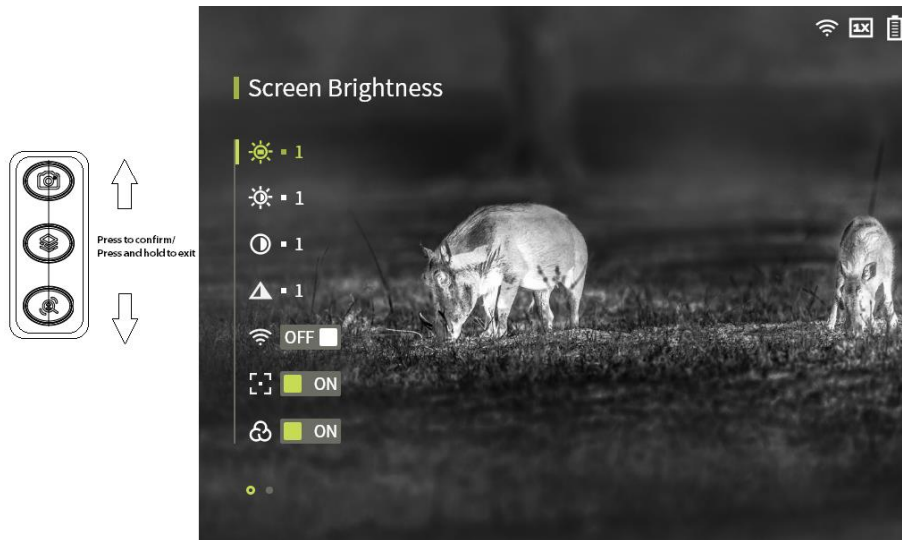 1X
Screen Brightness
1
1
1
1
Press to confirm/
Press and hold to exit
OFF
ON
ON